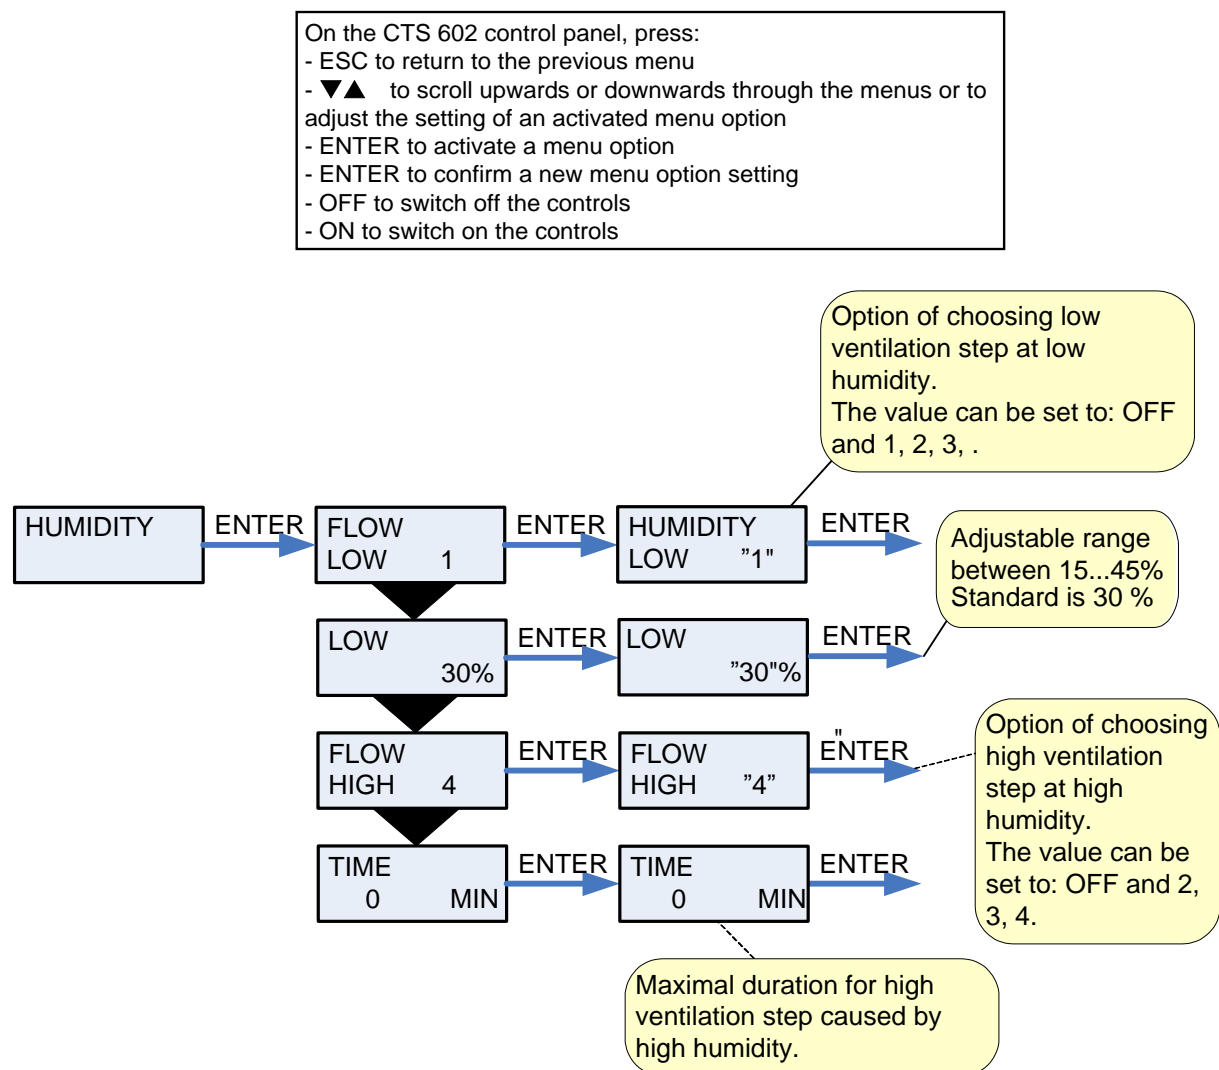 On the CTS 602 control panel, press:
- ESC to return to the previous menu
- ▼▲ to scroll upwards or downwards through the menus or to
adjust the setting of an activated menu option
- ENTER to activate a menu option
- ENTER to confirm a new menu option setting
- OFF to switch off the controls
- ON to switch on the controls
Option of choosing low
ventilation step at low
humidity.
The value can be set to: OFF
and 1, 2, 3, .
HUMIDITY
ENTER
FLOW
LOW 1
ENTER
HUMIDITY
LOW ”1"
ENTER
Adjustable range
between 15...45%
Standard is 30 %
LOW
30%
ENTER
LOW
”30"%
ENTER
FLOW
HIGH 4
ENTER
FLOW
HIGH ”4”
"
ENTER
Option of choosing
high ventilation
step at high
humidity.
The value can be
set to: OFF and 2,
3, 4.
TIME
0 MIN
ENTER
TIME
0 MIN
ENTER
Maximal duration for high
ventilation step caused by
high humidity.